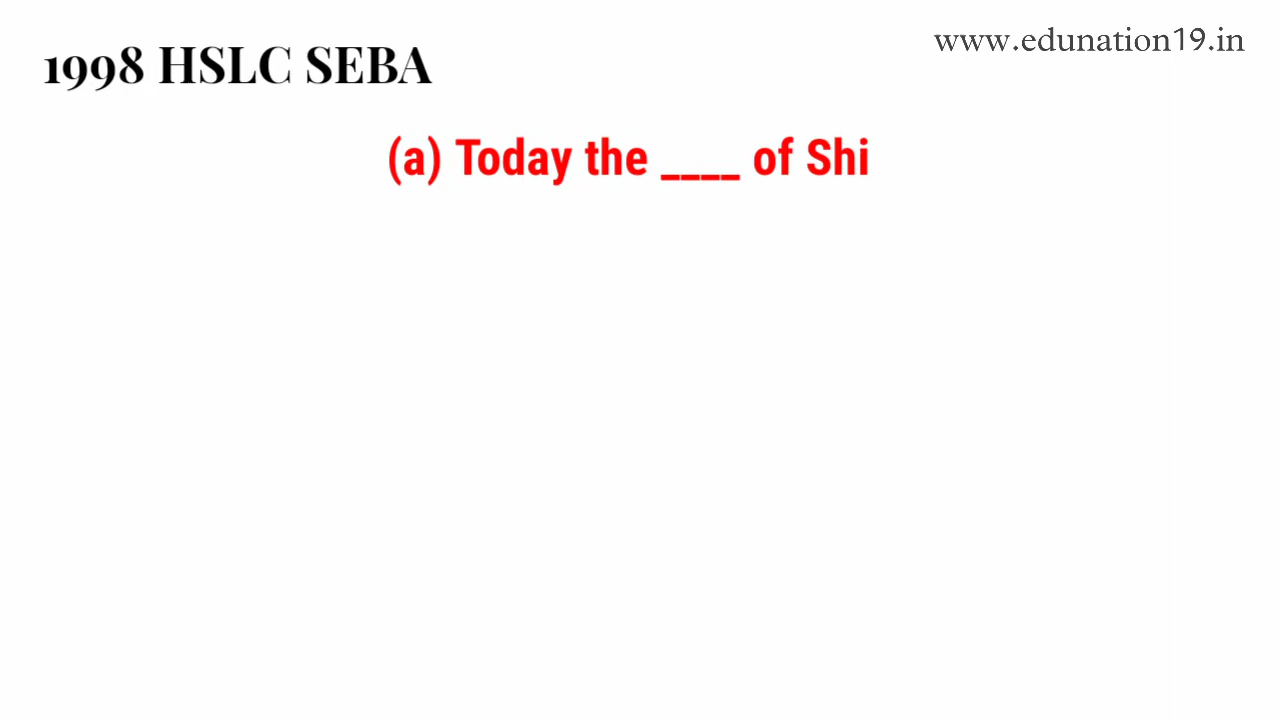 1998 HSLC SEBA
www.edunation19.in
(a) Today the ____ of Shi